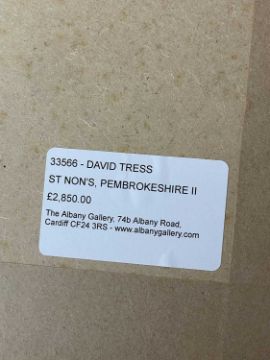 33566 - DAVID TRESS
ST NON'S, PEMBROKESHIRE II
£2,850.00
The Albany Gallery, 74b Albany Road,
Cardiff CF24 3RS - www.albanygallery.com